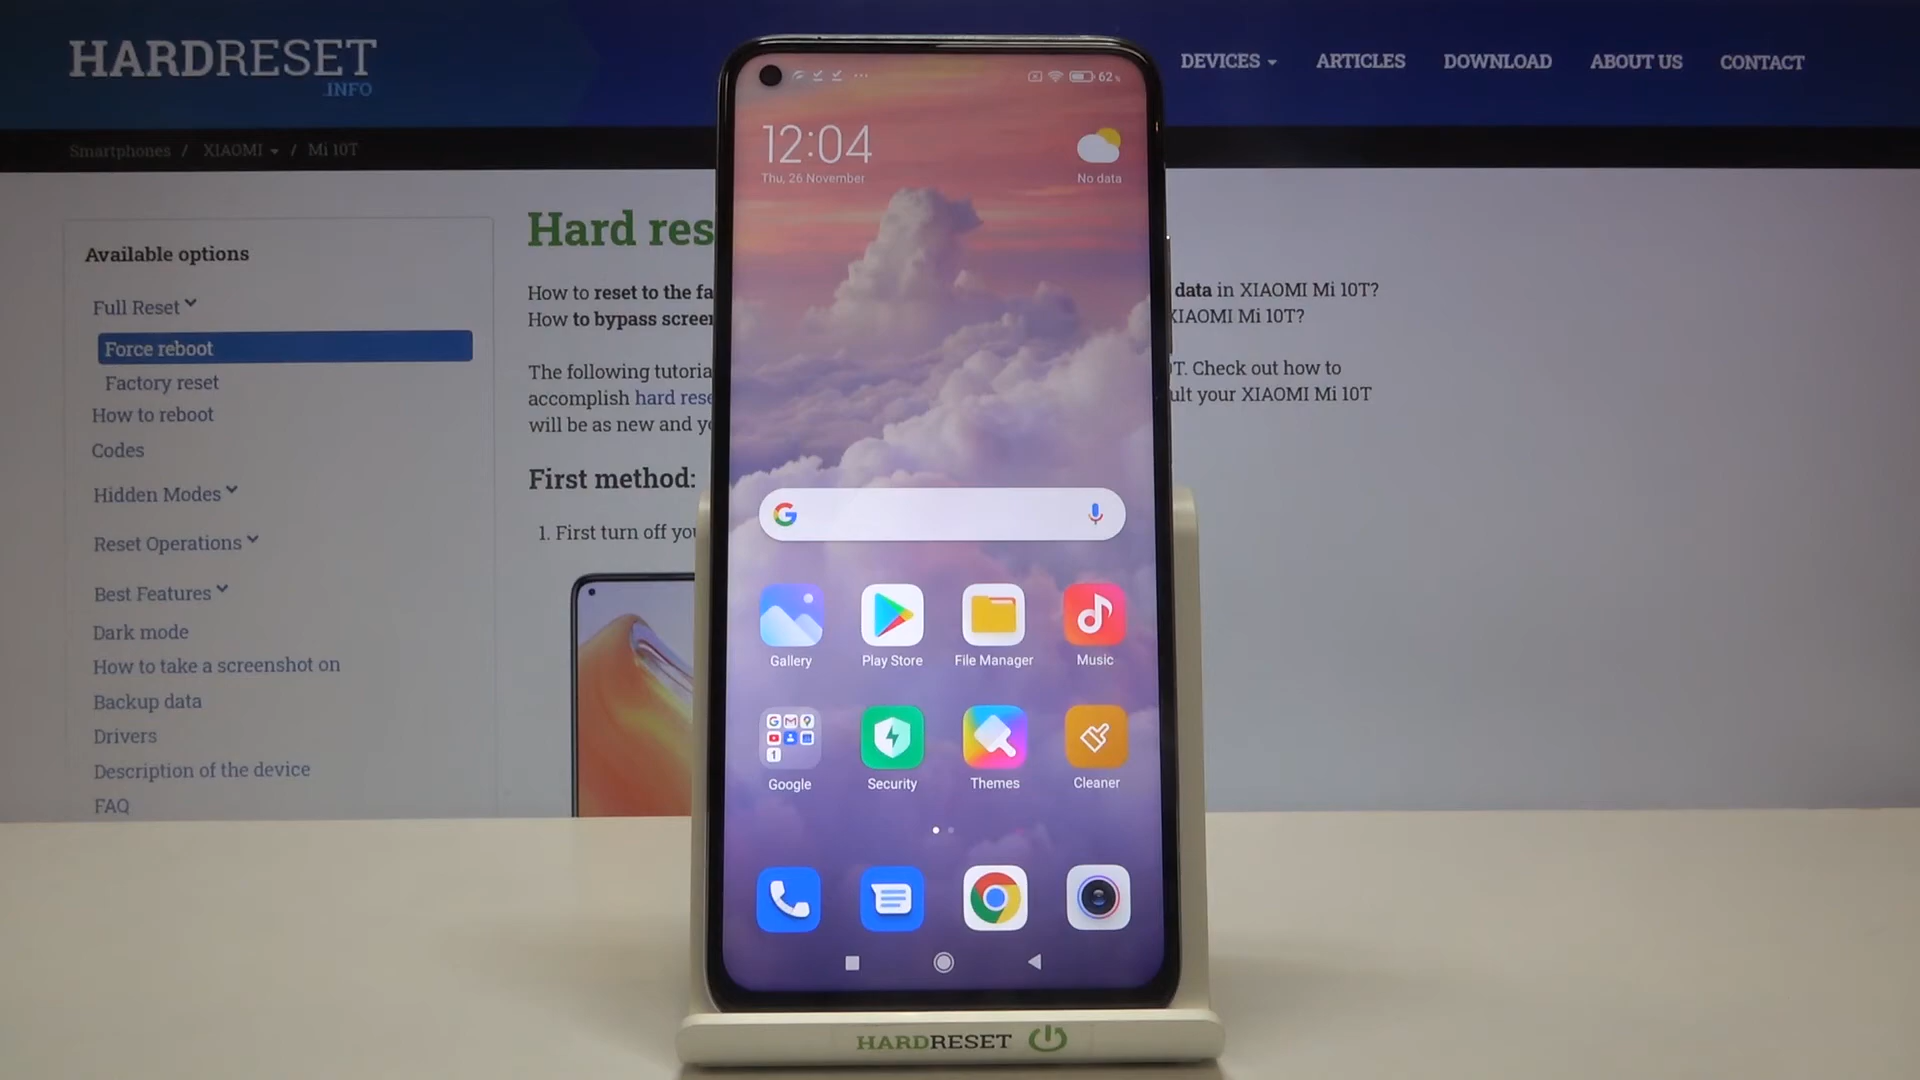 HARDRESET
.INFO
DEVICES
ARTICLES
DOWNLOAD
ABOUT US
CONTACT
Smartphones / XIAOMI / Mi 10T
Available options
Full Reset
Force reboot
Factory reset
How to reboot
Codes
Hidden Modes
Reset Operations
Best Features
Dark mode
How to take a screenshot on
Backup data
Drivers
Description of the device
FAQ
Hard res
How to reset to the fa
data in XIAOMI Mi 10T?
How to bypass screen
XIAOMI Mi 10T?
The following tutoria
T. Check out how to
accomplish hard rese
ult your XIAOMI Mi 10T
will be as new and yo
First method:
1. First turn off you
62%
12:04
Thu, 26 November
No data
Gallery
Play Store
File Manager
Music
Google
Security
Themes
Cleaner
HARDRESET